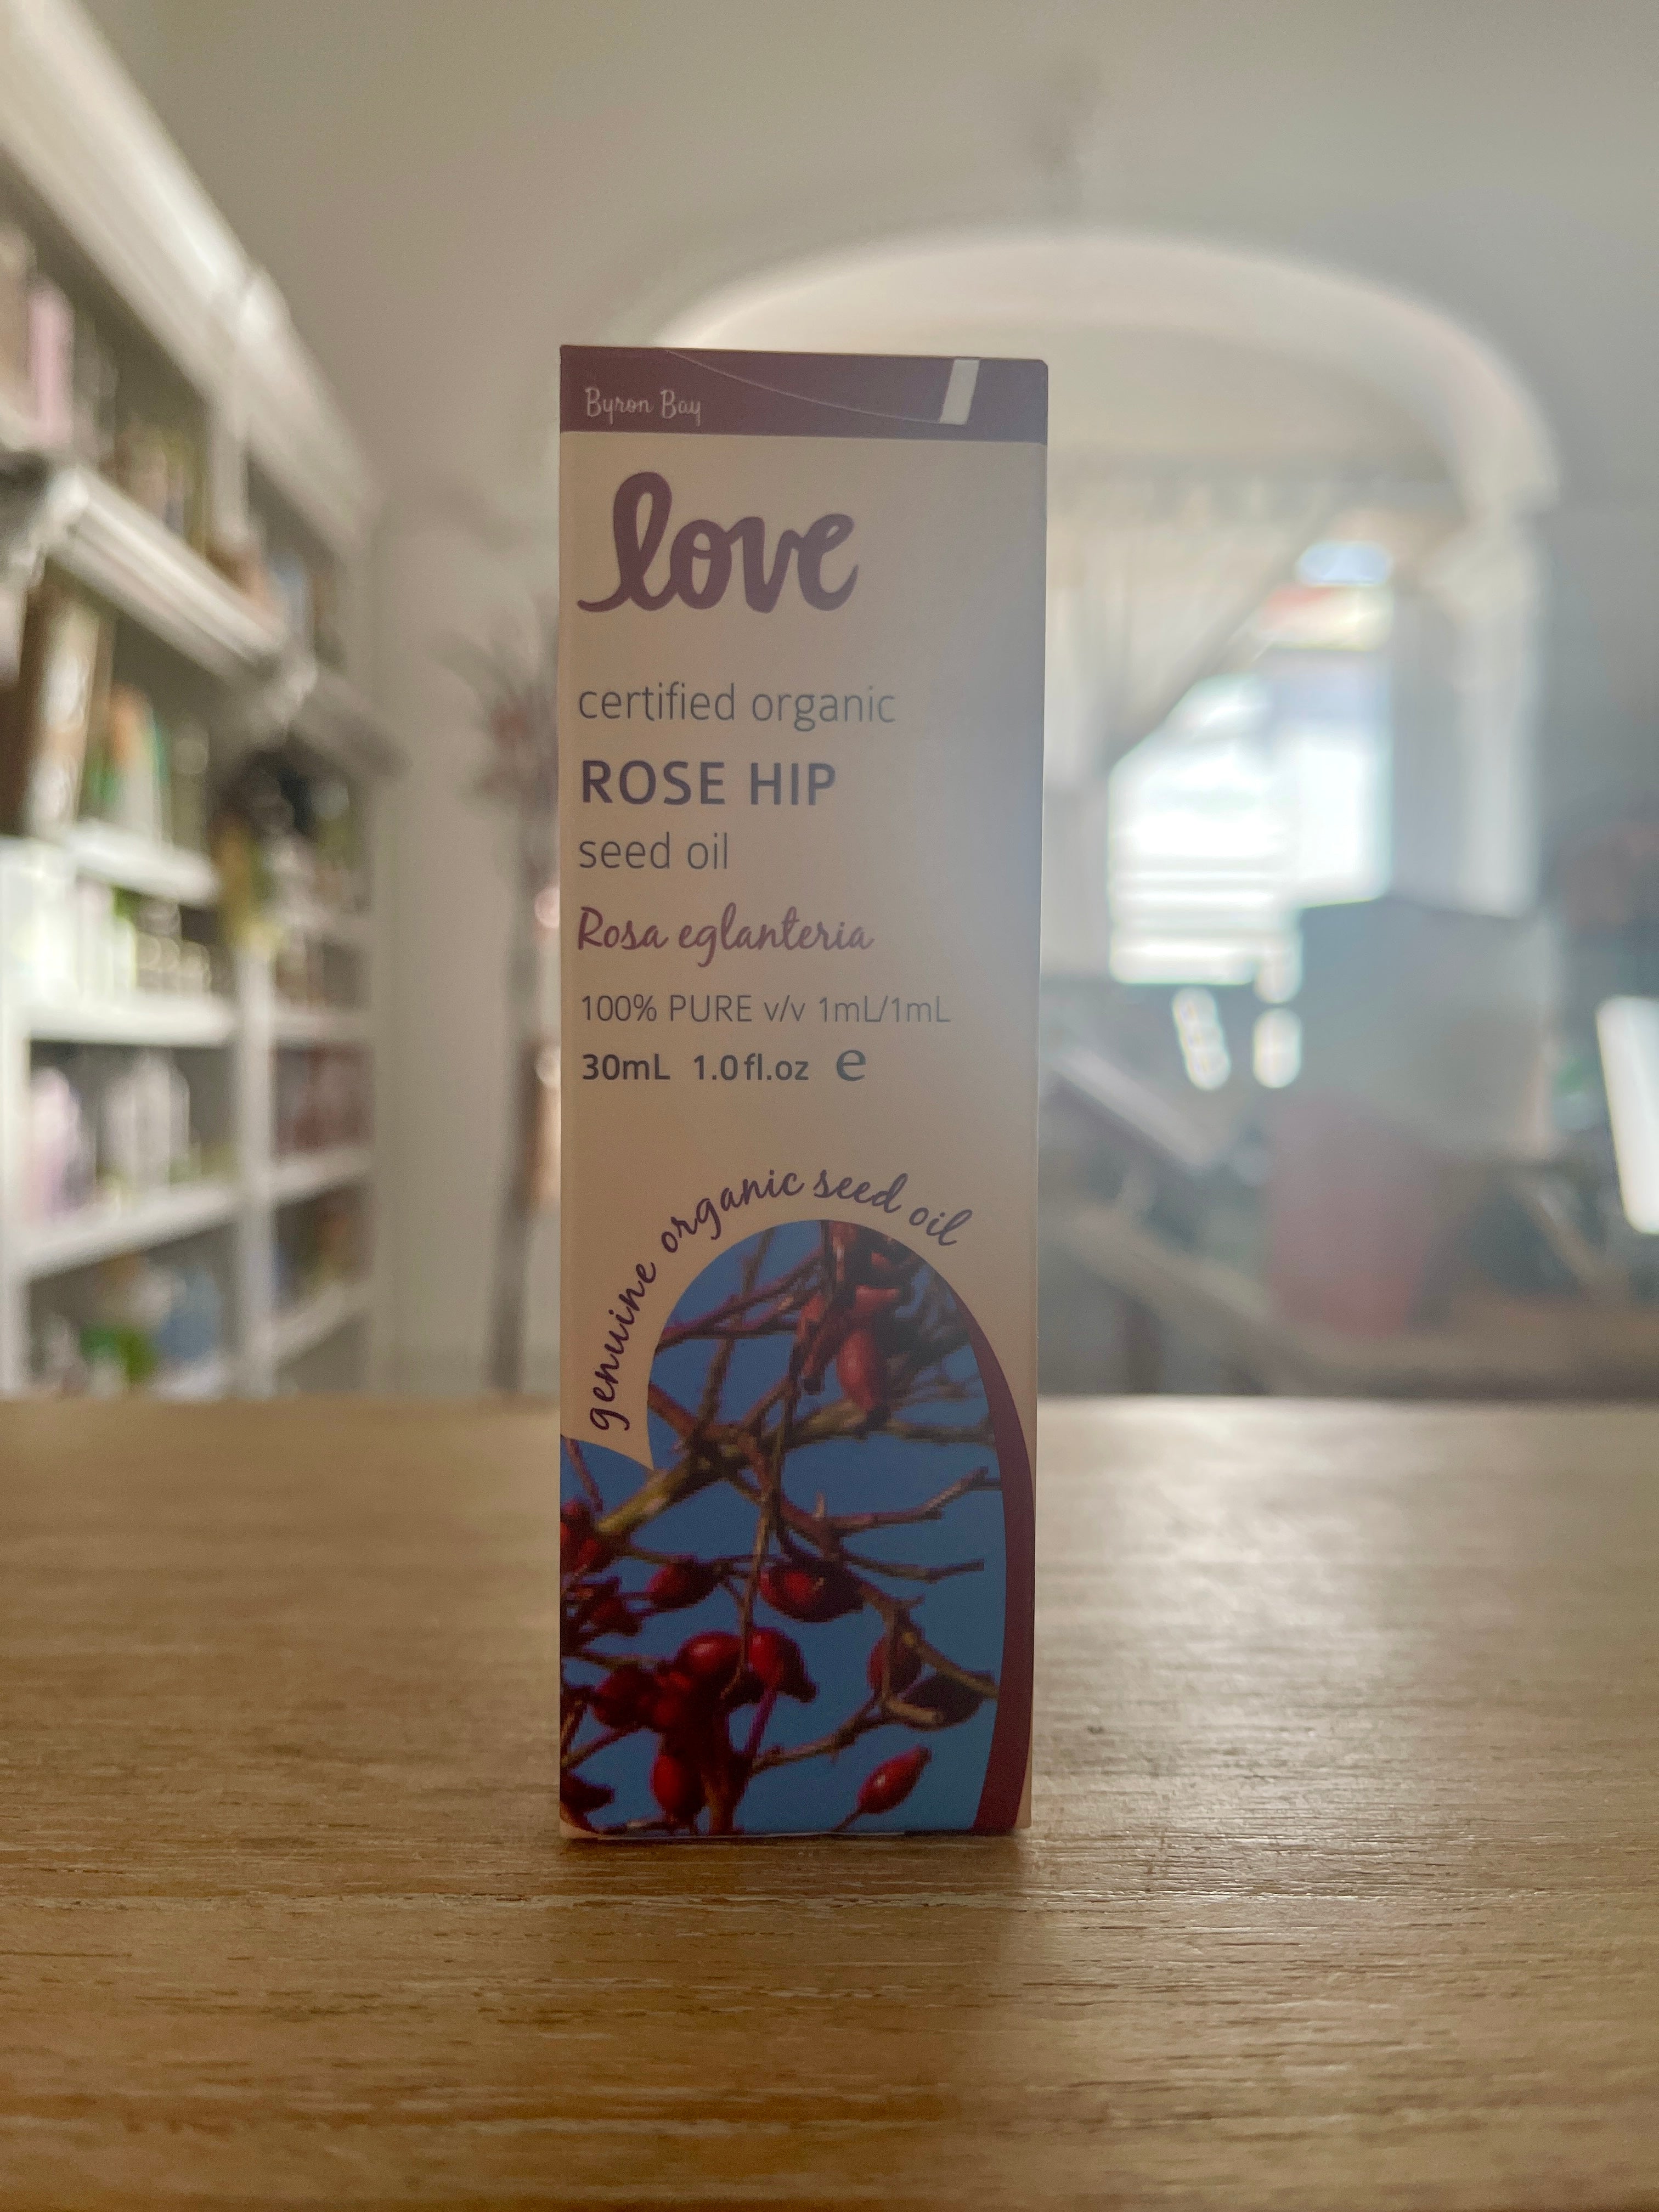 Byron Bay
love
certified organic
ROSE HIP
seed oil
Rosa eglanteria
100% PURE v/v 1mL/1mL
30mL 1.0fl.oz e
genuine organic seed oil